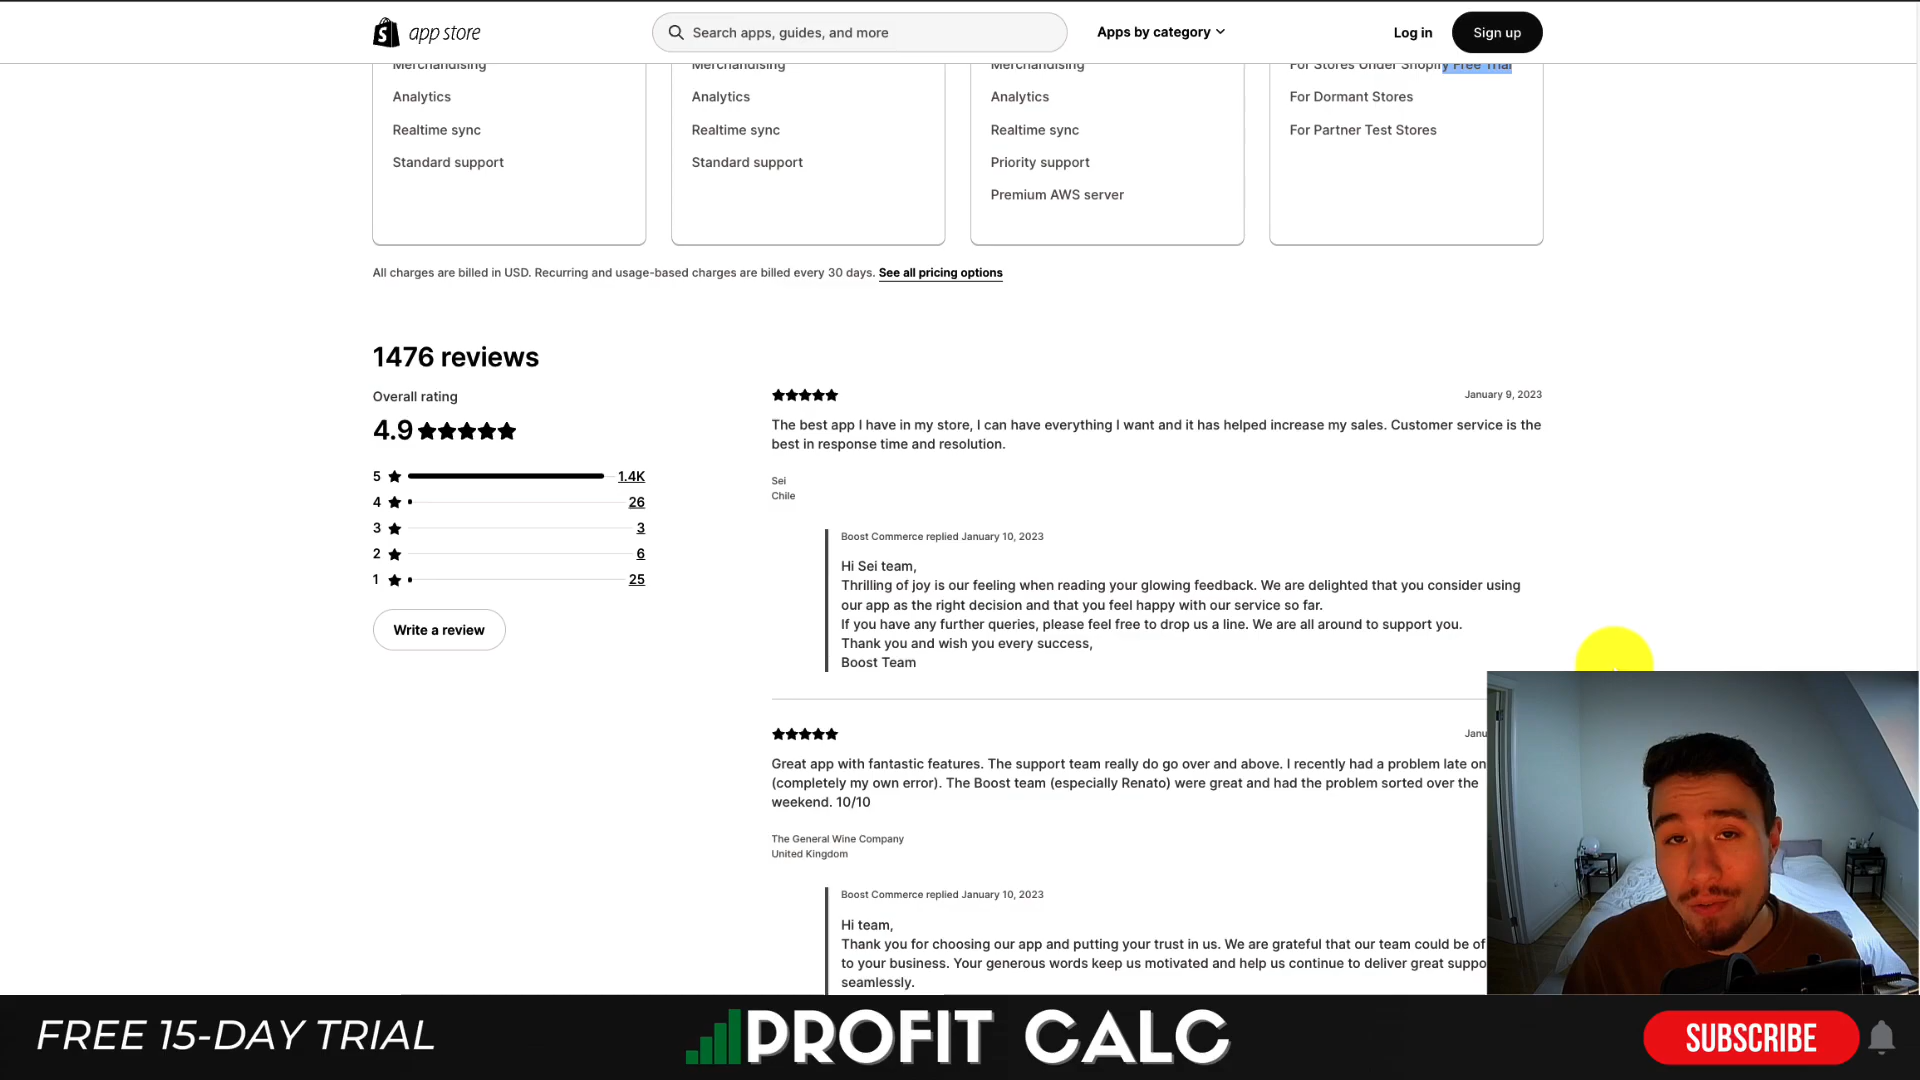 app store
Search apps, guides, and more
Apps by category
Log in
Sign up
Merchandising
Merchandising
Merchandising
For Stores Under Shopify Free Trial
Analytics
Analytics
Analytics
For Dormant Stores
Realtime sync
Realtime sync
Realtime sync
For Partner Test Stores
Standard support
Standard support
Priority support
Premium AWS server
All charges are billed in USD. Recurring and usage-based charges are billed every 30 days. See all pricing options
1476 reviews
Overall rating
4.9
5 1.4K
4 26
3 3
2 6
1 25
Write a review
January 9, 2023
The best app I have in my store, I can have everything I want and it has helped increase my sales. Customer service is the
best in response time and resolution.
Sei
Chile
Boost Commerce replied January 10, 2023
Hi Sei team,
Thrilling of joy is our feeling when reading your glowing feedback. We are delighted that you consider using
our app as the right decision and that you feel happy with our service so far.
If you have any further queries, please feel free to drop us a line. We are all around to support you.
Thank you and wish you every success,
Boost Team
Janu
Great app with fantastic features. The support team really do go over and above. I recently had a problem late on
(completely my own error). The Boost team (especially Renato) were great and had the problem sorted over the
weekend. 10/10
The General Wine Company
United Kingdom
Boost Commerce replied January 10, 2023
Hi team,
Thank you for choosing our app and putting your trust in us. We are grateful that our team could be of
to your business. Your generous words keep us motivated and help us continue to deliver great suppo
seamlessly.
FREE 15-DAY TRIAL
PROFIT CALC
SUBSCRIBE